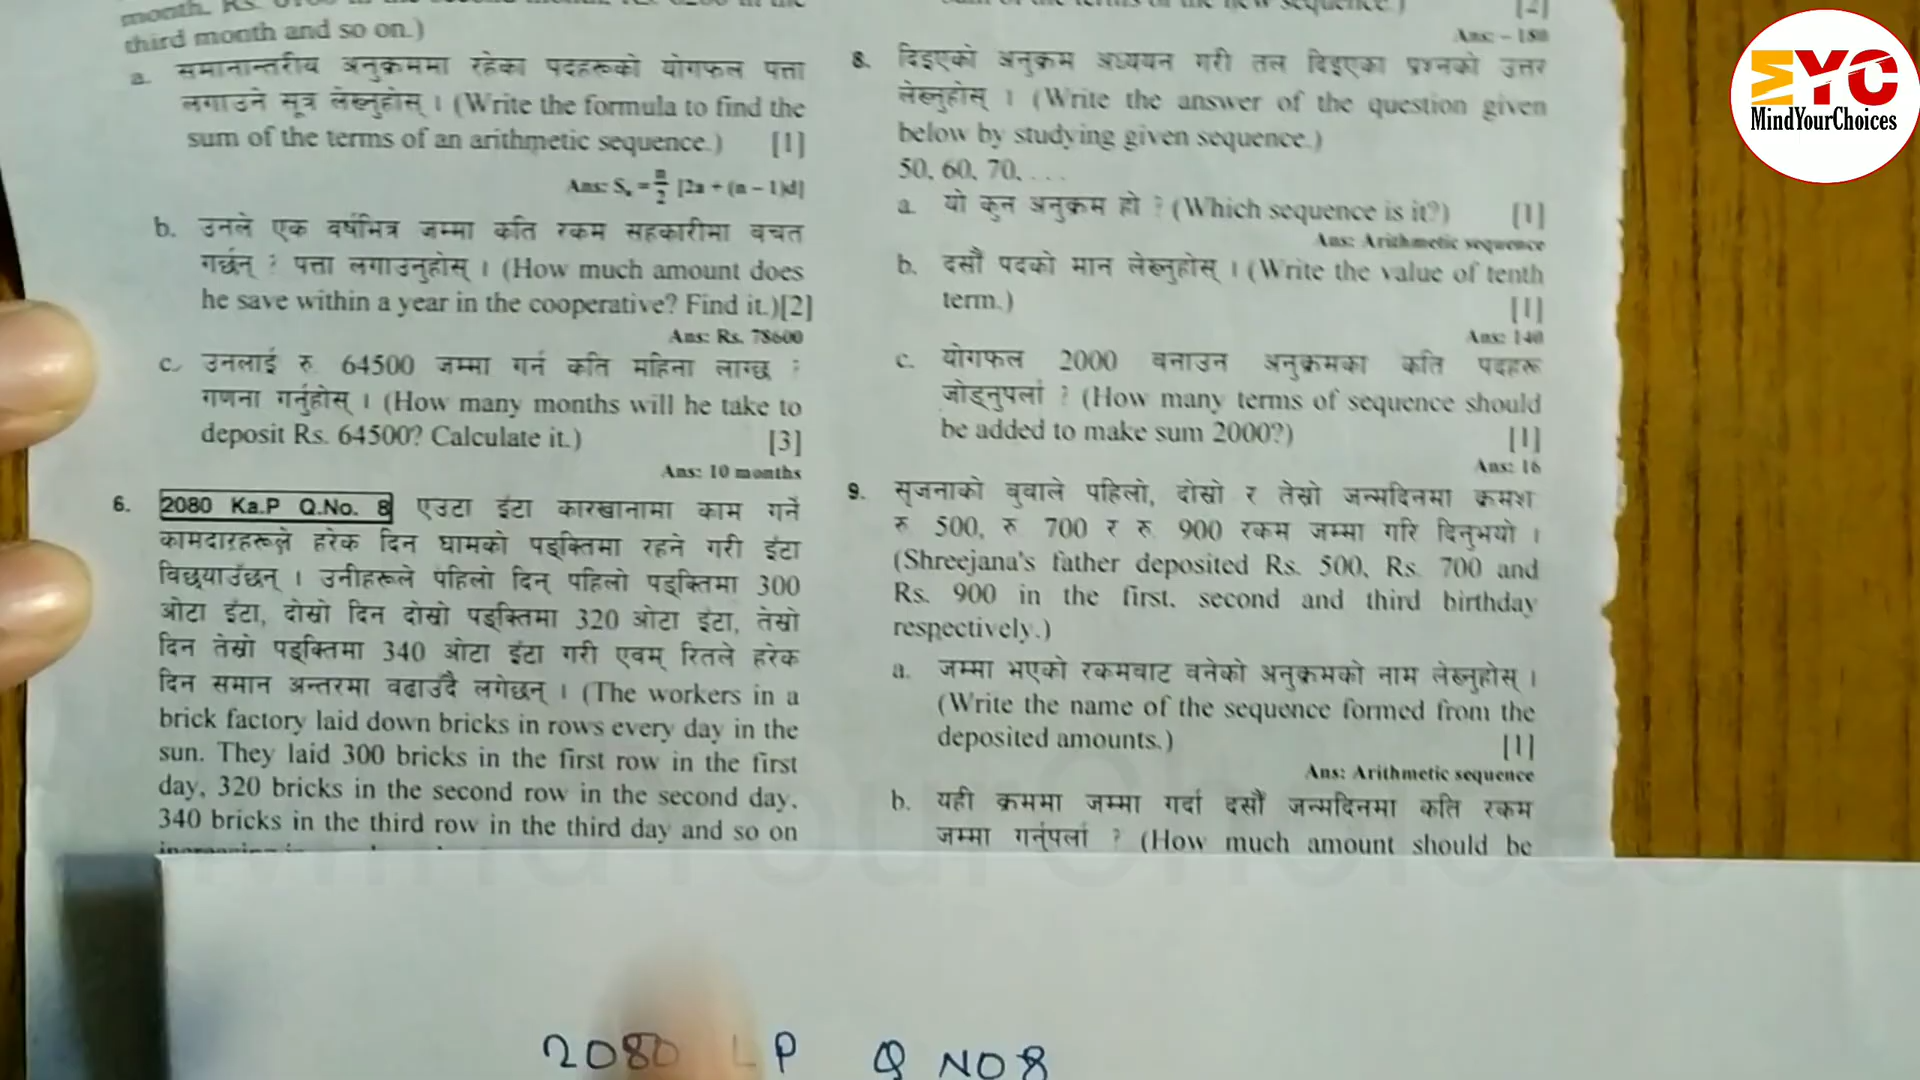 third month and so on.)
a. समानान्तरीय अनुक्रममा रहेका पदहरूको योगफल पत्ता
लगाउने सूत्र लेख्नुहोस् । (Write the formula to find the
sum of the terms of an arithmetic sequence.) [1]
Ans: Sₙ = n/2 [2a + (n – 1)d]
b. उनले एक वर्षभित्र जम्मा कति रकम सहकारीमा बचत
गर्छन् ? पत्ता लगाउनुहोस् । (How much amount does
he save within a year in the cooperative? Find it.)[2]
Ans: Rs. 78600
c. उनलाई रु. 64500 जम्मा गर्न कति महिना लाग्छ ?
गणना गर्नुहोस् । (How many months will he take to
deposit Rs. 64500? Calculate it.) [3]
Ans: 10 months
6. 2080 Ka.P Q.No. 8 एउटा इंटा कारखानामा काम गर्ने
कामदारहरूले हरेक दिन घामको पङ्क्तिमा रहने गरी इंटा
विछ्याउँछन् । उनीहरूले पहिलो दिन् पहिलो पङ्क्तिमा 300
ओटा इंटा, दोस्रो दिन दोस्रो पङ्क्तिमा 320 ओटा इंटा, तेस्रो
दिन तेस्रो पङ्क्तिमा 340 ओटा इंटा गरी एवम् रितले हरेक
दिन समान अन्तरमा बढाउँदै लगेछन् । (The workers in a
brick factory laid down bricks in rows every day in the
sun. They laid 300 bricks in the first row in the first
day, 320 bricks in the second row in the second day,
340 bricks in the third row in the third day and so on
[2]
Ans: – 180
8. दिइएको अनुक्रम अध्ययन गरी तल दिइएका प्रश्नको उत्तर
लेख्नुहोस् । (Write the answer of the question given
below by studying given sequence.)
50, 60, 70, . . .
a. यो कुन अनुक्रम हो ? (Which sequence is it?) [1]
Ans: Arithmetic sequence
b. दसौं पदको मान लेख्नुहोस् । (Write the value of tenth
term.) [1]
Ans: 140
c. योगफल 2000 बनाउन अनुक्रमका कति पदहरू
जोड्नुपर्ला ? (How many terms of sequence should
be added to make sum 2000?) [1]
Ans: 16
9. सृजनाको बुवाले पहिलो, दोस्रो र तेस्रो जन्मदिनमा क्रमश
रु 500, रु 700 र रु. 900 रकम जम्मा गरि दिनुभयो ।
(Shreejana's father deposited Rs. 500, Rs. 700 and
Rs. 900 in the first, second and third birthday
respectively.)
a. जम्मा भएको रकमबाट बनेको अनुक्रमको नाम लेख्नुहोस् ।
(Write the name of the sequence formed from the
deposited amounts.) [1]
Ans: Arithmetic sequence
b. यही क्रममा जम्मा गर्दा दसौं जन्मदिनमा कति रकम
जम्मा गर्नुपर्ला ? (How much amount should be
MYC
MindYourChoices
MindYourChoices
2080 LP Q NO 8